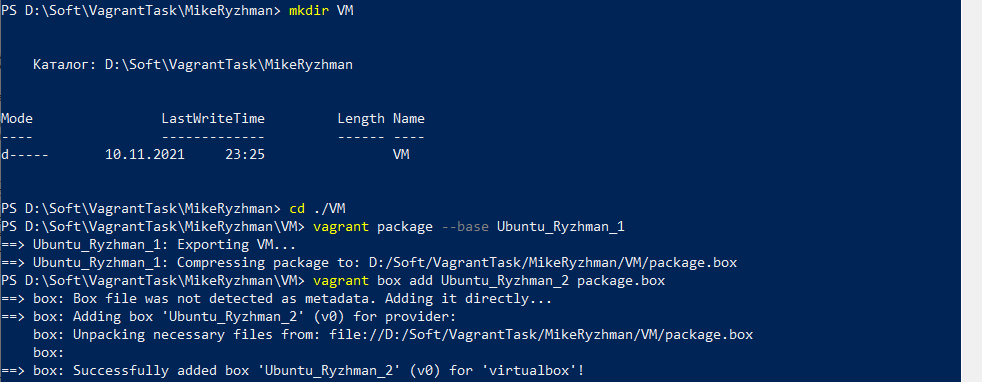 PS D:\Soft\VagrantTask\MikeRyzhman> mkdir VM
Каталог: D:\Soft\VagrantTask\MikeRyzhman
Mode                LastWriteTime         Length Name
----                -------------         ------ ----
d-----       10.11.2021     23:25                VM
PS D:\Soft\VagrantTask\MikeRyzhman> cd ./VM
PS D:\Soft\VagrantTask\MikeRyzhman\VM> vagrant package --base Ubuntu_Ryzhman_1
==> Ubuntu_Ryzhman_1: Exporting VM...
==> Ubuntu_Ryzhman_1: Compressing package to: D:/Soft/VagrantTask/MikeRyzhman/VM/package.box
PS D:\Soft\VagrantTask\MikeRyzhman\VM> vagrant box add Ubuntu_Ryzhman_2 package.box
==> box: Box file was not detected as metadata. Adding it directly...
==> box: Adding box 'Ubuntu_Ryzhman_2' (v0) for provider:
    box: Unpacking necessary files from: file://D:/Soft/VagrantTask/MikeRyzhman/VM/package.box
    box:
==> box: Successfully added box 'Ubuntu_Ryzhman_2' (v0) for 'virtualbox'!